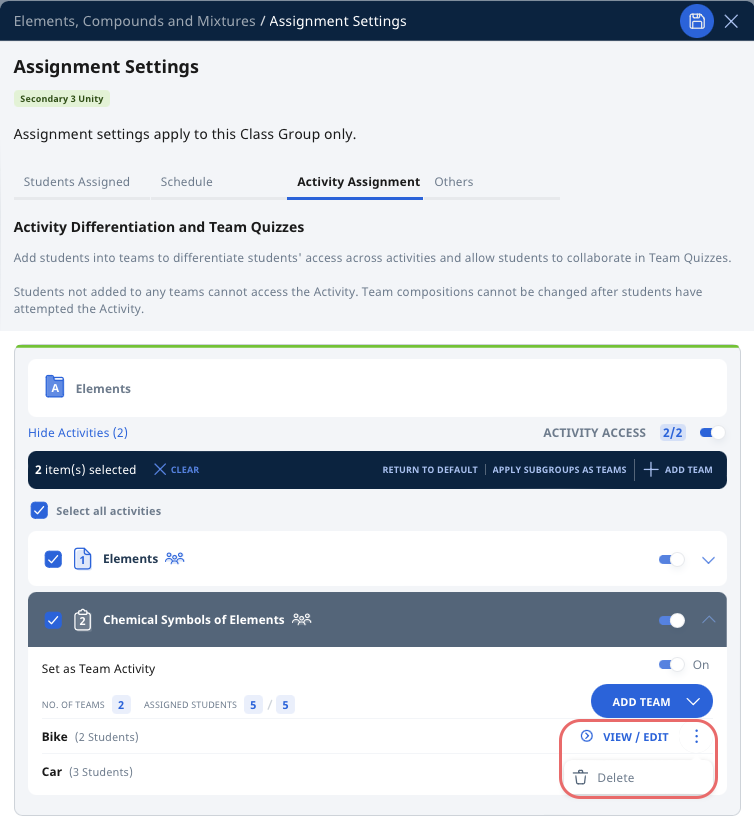 Elements, Compounds and Mixtures / Assignment Settings
Assignment Settings
Secondary 3 Unity
Assignment settings apply to this Class Group only.
Students Assigned Schedule Activity Assignment Others
Activity Differentiation and Team Quizzes
Add students into teams to differentiate students' access across activities and allow students to collaborate in Team Quizzes.
Students not added to any teams cannot access the Activity. Team compositions cannot be changed after students have
attempted the Activity.
A Elements
Hide Activities (2) ACTIVITY ACCESS 2/2
2 item(s) selected CLEAR RETURN TO DEFAULT APPLY SUBGROUPS AS TEAMS ADD TEAM
Select all activities
1 Elements
2 Chemical Symbols of Elements
Set as Team Activity On
NO. OF TEAMS 2 ASSIGNED STUDENTS 5 / 5 ADD TEAM
Bike (2 Students) VIEW / EDIT
Car (3 Students) Delete